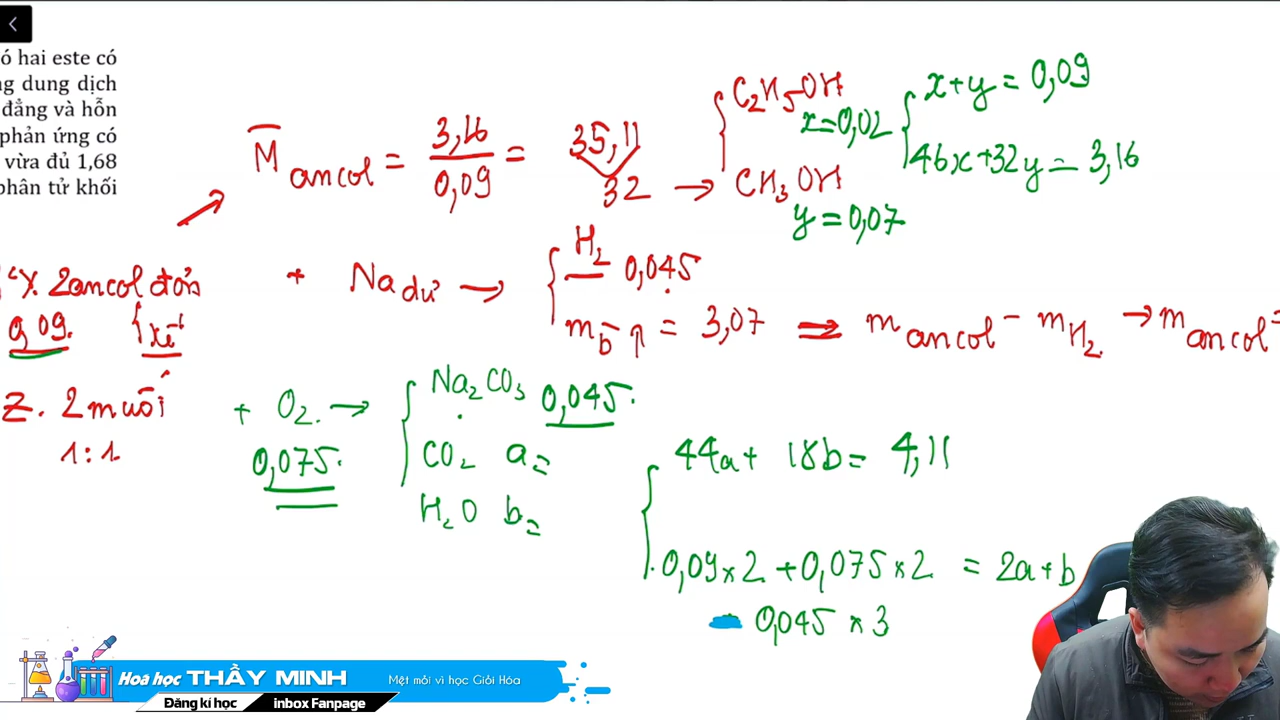 ó hai este có
ng dung dịch
đẳng và hỗn
phản ứng có
vừa đủ 1,68
phân tử khối
M ancol = 3,16 / 0,09 = 35,11
32 →
C2H5OH
x=0,02
CH3OH
y=0,07
x+y=0,09
46x+32y=3,16
Y. 2ancol đơn
0,09.
+ Na dư →
H2 0,045
m = 3,07 ⇒ m ancol - mH2 → m ancol =
Z. 2 muối
1:1
+ O2 →
0,075.
Na2CO3 0,045.
CO2 a=
H2O b=
44a+ 18b= 4,11
0,09×2 +0,075×2 = 2a+b
- 0,045 × 3
Hoá học THẦY MINH
Mệt mỏi vì học Giỏi Hóa
Đăng kí học
inbox Fanpage